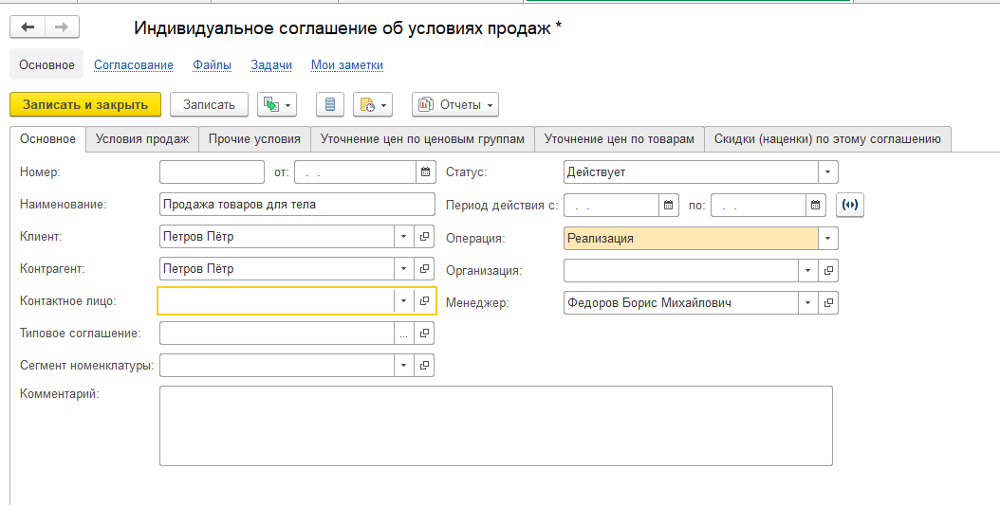 Индивидуальное соглашение об условиях продаж *
Основное Согласование Файлы Задачи Мои заметки
Записать и закрыть Записать Отчеты
Основное Условия продаж Прочие условия Уточнение цен по ценовым группам Уточнение цен по товарам Скидки (наценки) по этому соглашению
Номер: от: . . Статус: Действует
Наименование: Продажа товаров для тела Период действия с: . . по: . .
Клиент: Петров Пётр Операция: Реализация
Контрагент: Петров Пётр Организация:
Контактное лицо: Менеджер: Федоров Борис Михайлович
Типовое соглашение: ...
Сегмент номенклатуры:
Комментарий: